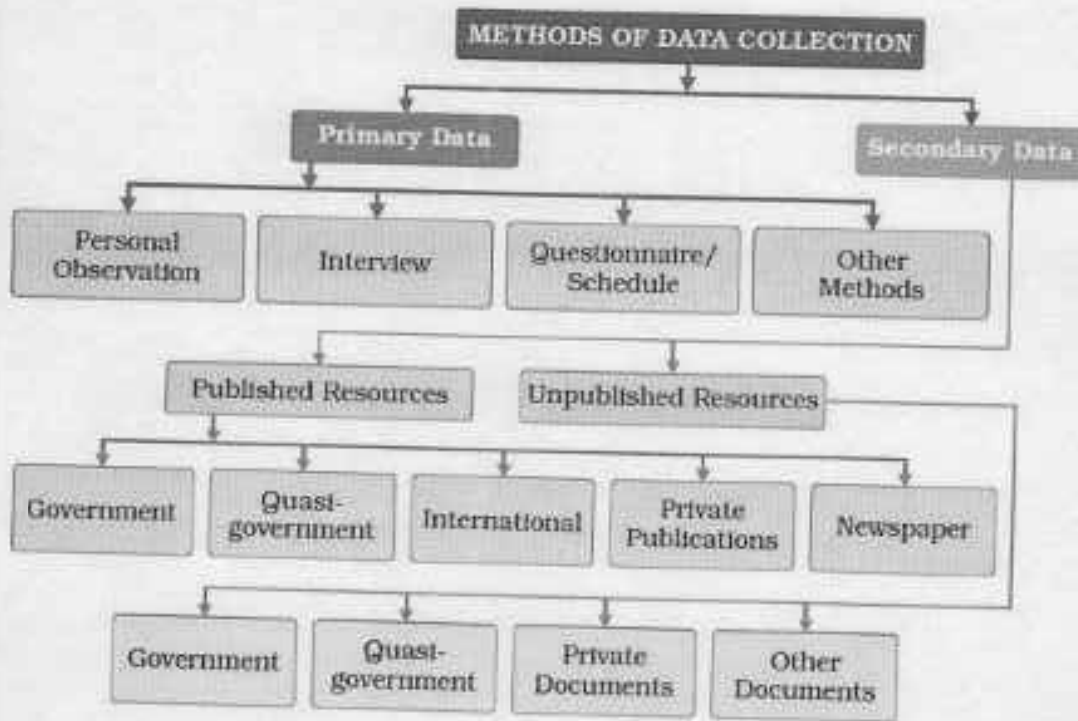 METHODS OF DATA COLLECTION
Primary Data
Secondary Data
Personal
Observation
Interview
Questionnaire/
Schedule
Other
Methods
Published Resources
Unpublished Resources
Government
Quasi-
government
International
Private
Publications
Newspaper
Government
Quasi-
government
Private
Documents
Other
Documents